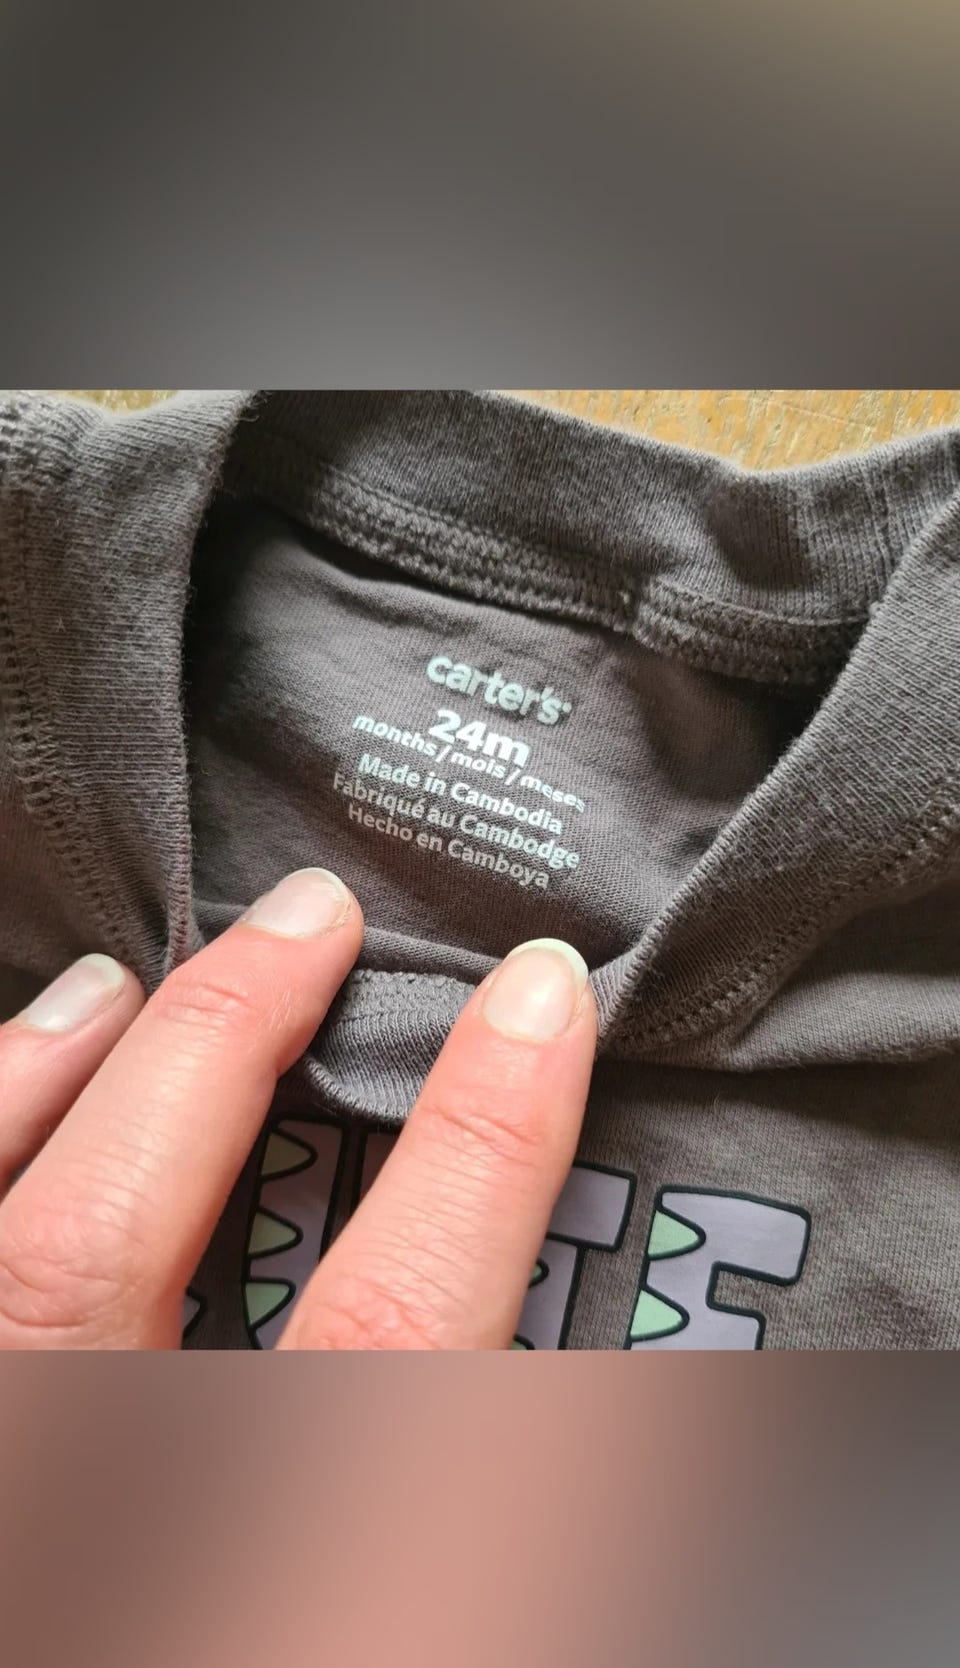 carter's
24m
months/mois/meses
Made in Cambodia
Fabriqué au Cambodge
Hecho en Camboya